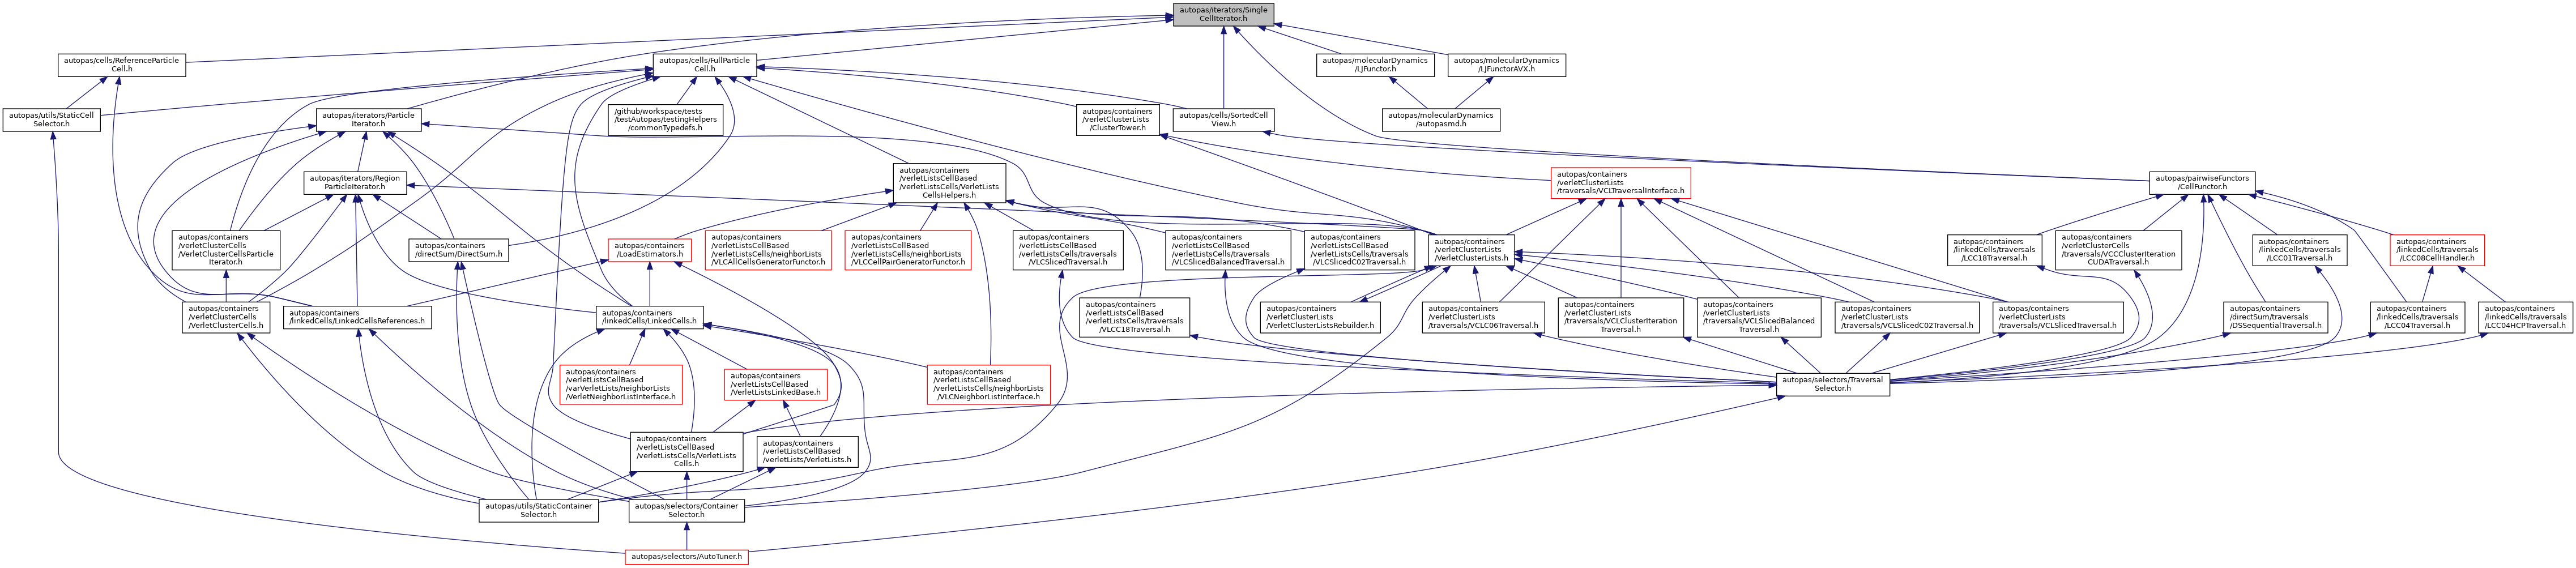 autopas/iterators/Single
CellIterator.h
autopas/cells/ReferenceParticle
Cell.h
autopas/cells/FullParticle
Cell.h
autopas/molecularDynamics
/LJFunctor.h
autopas/molecularDynamics
/LJFunctorAVX.h
autopas/utils/StaticCell
Selector.h
autopas/iterators/Particle
Iterator.h
/github/workspace/tests
/testAutopas/testingHelpers
/commonTypedefs.h
autopas/containers
/verletClusterLists
/ClusterTower.h
autopas/cells/SortedCell
View.h
autopas/molecularDynamics
/autopasmd.h
autopas/iterators/Region
ParticleIterator.h
autopas/containers
/verletListsCellBased
/verletListsCells/VerletLists
CellsHelpers.h
autopas/containers
/verletClusterLists
/traversals/VCLTraversalInterface.h
autopas/pairwiseFunctors
/CellFunctor.h
autopas/containers
/verletClusterCells
/VerletClusterCellsParticle
Iterator.h
autopas/containers
/directSum/DirectSum.h
autopas/containers
/LoadEstimators.h
autopas/containers
/verletListsCellBased
/verletListsCells/neighborLists
/VLCAllCellsGeneratorFunctor.h
autopas/containers
/verletListsCellBased
/verletListsCells/neighborLists
/VLCCellPairGeneratorFunctor.h
autopas/containers
/verletListsCellBased
/verletListsCells/traversals
/VLCSlicedTraversal.h
autopas/containers
/verletListsCellBased
/verletListsCells/traversals
/VLCSlicedBalancedTraversal.h
autopas/containers
/verletListsCellBased
/verletListsCells/traversals
/VLCSlicedC02Traversal.h
autopas/containers
/verletClusterLists
/VerletClusterLists.h
autopas/containers
/linkedCells/traversals
/LCC18Traversal.h
autopas/containers
/verletClusterCells
/traversals/VCCClusterIteration
CUDATraversal.h
autopas/containers
/linkedCells/traversals
/LCC01Traversal.h
autopas/containers
/linkedCells/traversals
/LCC08CellHandler.h
autopas/containers
/verletClusterCells
/VerletClusterCells.h
autopas/containers
/linkedCells/LinkedCellsReferences.h
autopas/containers
/linkedCells/LinkedCells.h
autopas/containers
/verletListsCellBased
/verletListsCells/traversals
/VLCC18Traversal.h
autopas/containers
/verletClusterLists
/VerletClusterListsRebuilder.h
autopas/containers
/verletClusterLists
/traversals/VCLC06Traversal.h
autopas/containers
/verletClusterLists
/traversals/VCLClusterIteration
Traversal.h
autopas/containers
/verletClusterLists
/traversals/VCLSlicedBalanced
Traversal.h
autopas/containers
/verletClusterLists
/traversals/VCLSlicedC02Traversal.h
autopas/containers
/verletClusterLists
/traversals/VCLSlicedTraversal.h
autopas/containers
/directSum/traversals
/DSSequentialTraversal.h
autopas/containers
/linkedCells/traversals
/LCC04Traversal.h
autopas/containers
/linkedCells/traversals
/LCC04HCPTraversal.h
autopas/containers
/verletListsCellBased
/varVerletLists/neighborLists
/VerletNeighborListInterface.h
autopas/containers
/verletListsCellBased
/VerletListsLinkedBase.h
autopas/containers
/verletListsCellBased
/verletListsCells/neighborLists
/VLCNeighborListInterface.h
autopas/selectors/Traversal
Selector.h
autopas/containers
/verletListsCellBased
/verletListsCells/VerletLists
Cells.h
autopas/containers
/verletListsCellBased
/verletLists/VerletLists.h
autopas/utils/StaticContainer
Selector.h
autopas/selectors/Container
Selector.h
autopas/selectors/AutoTuner.h